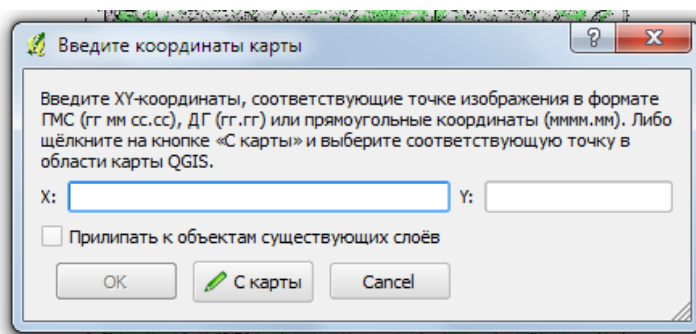 Введите координаты карты
Введите XY-координаты, соответствующие точке изображения в формате
ГМС (гг мм сс.сс), ДГ (гг.гг) или прямоугольные координаты (мммм.мм). Либо
щёлкните на кнопке «С карты» и выберите соответствующую точку в
области карты QGIS.
X: Y:
Прилипать к объектам существующих слоёв
OK С карты Cancel